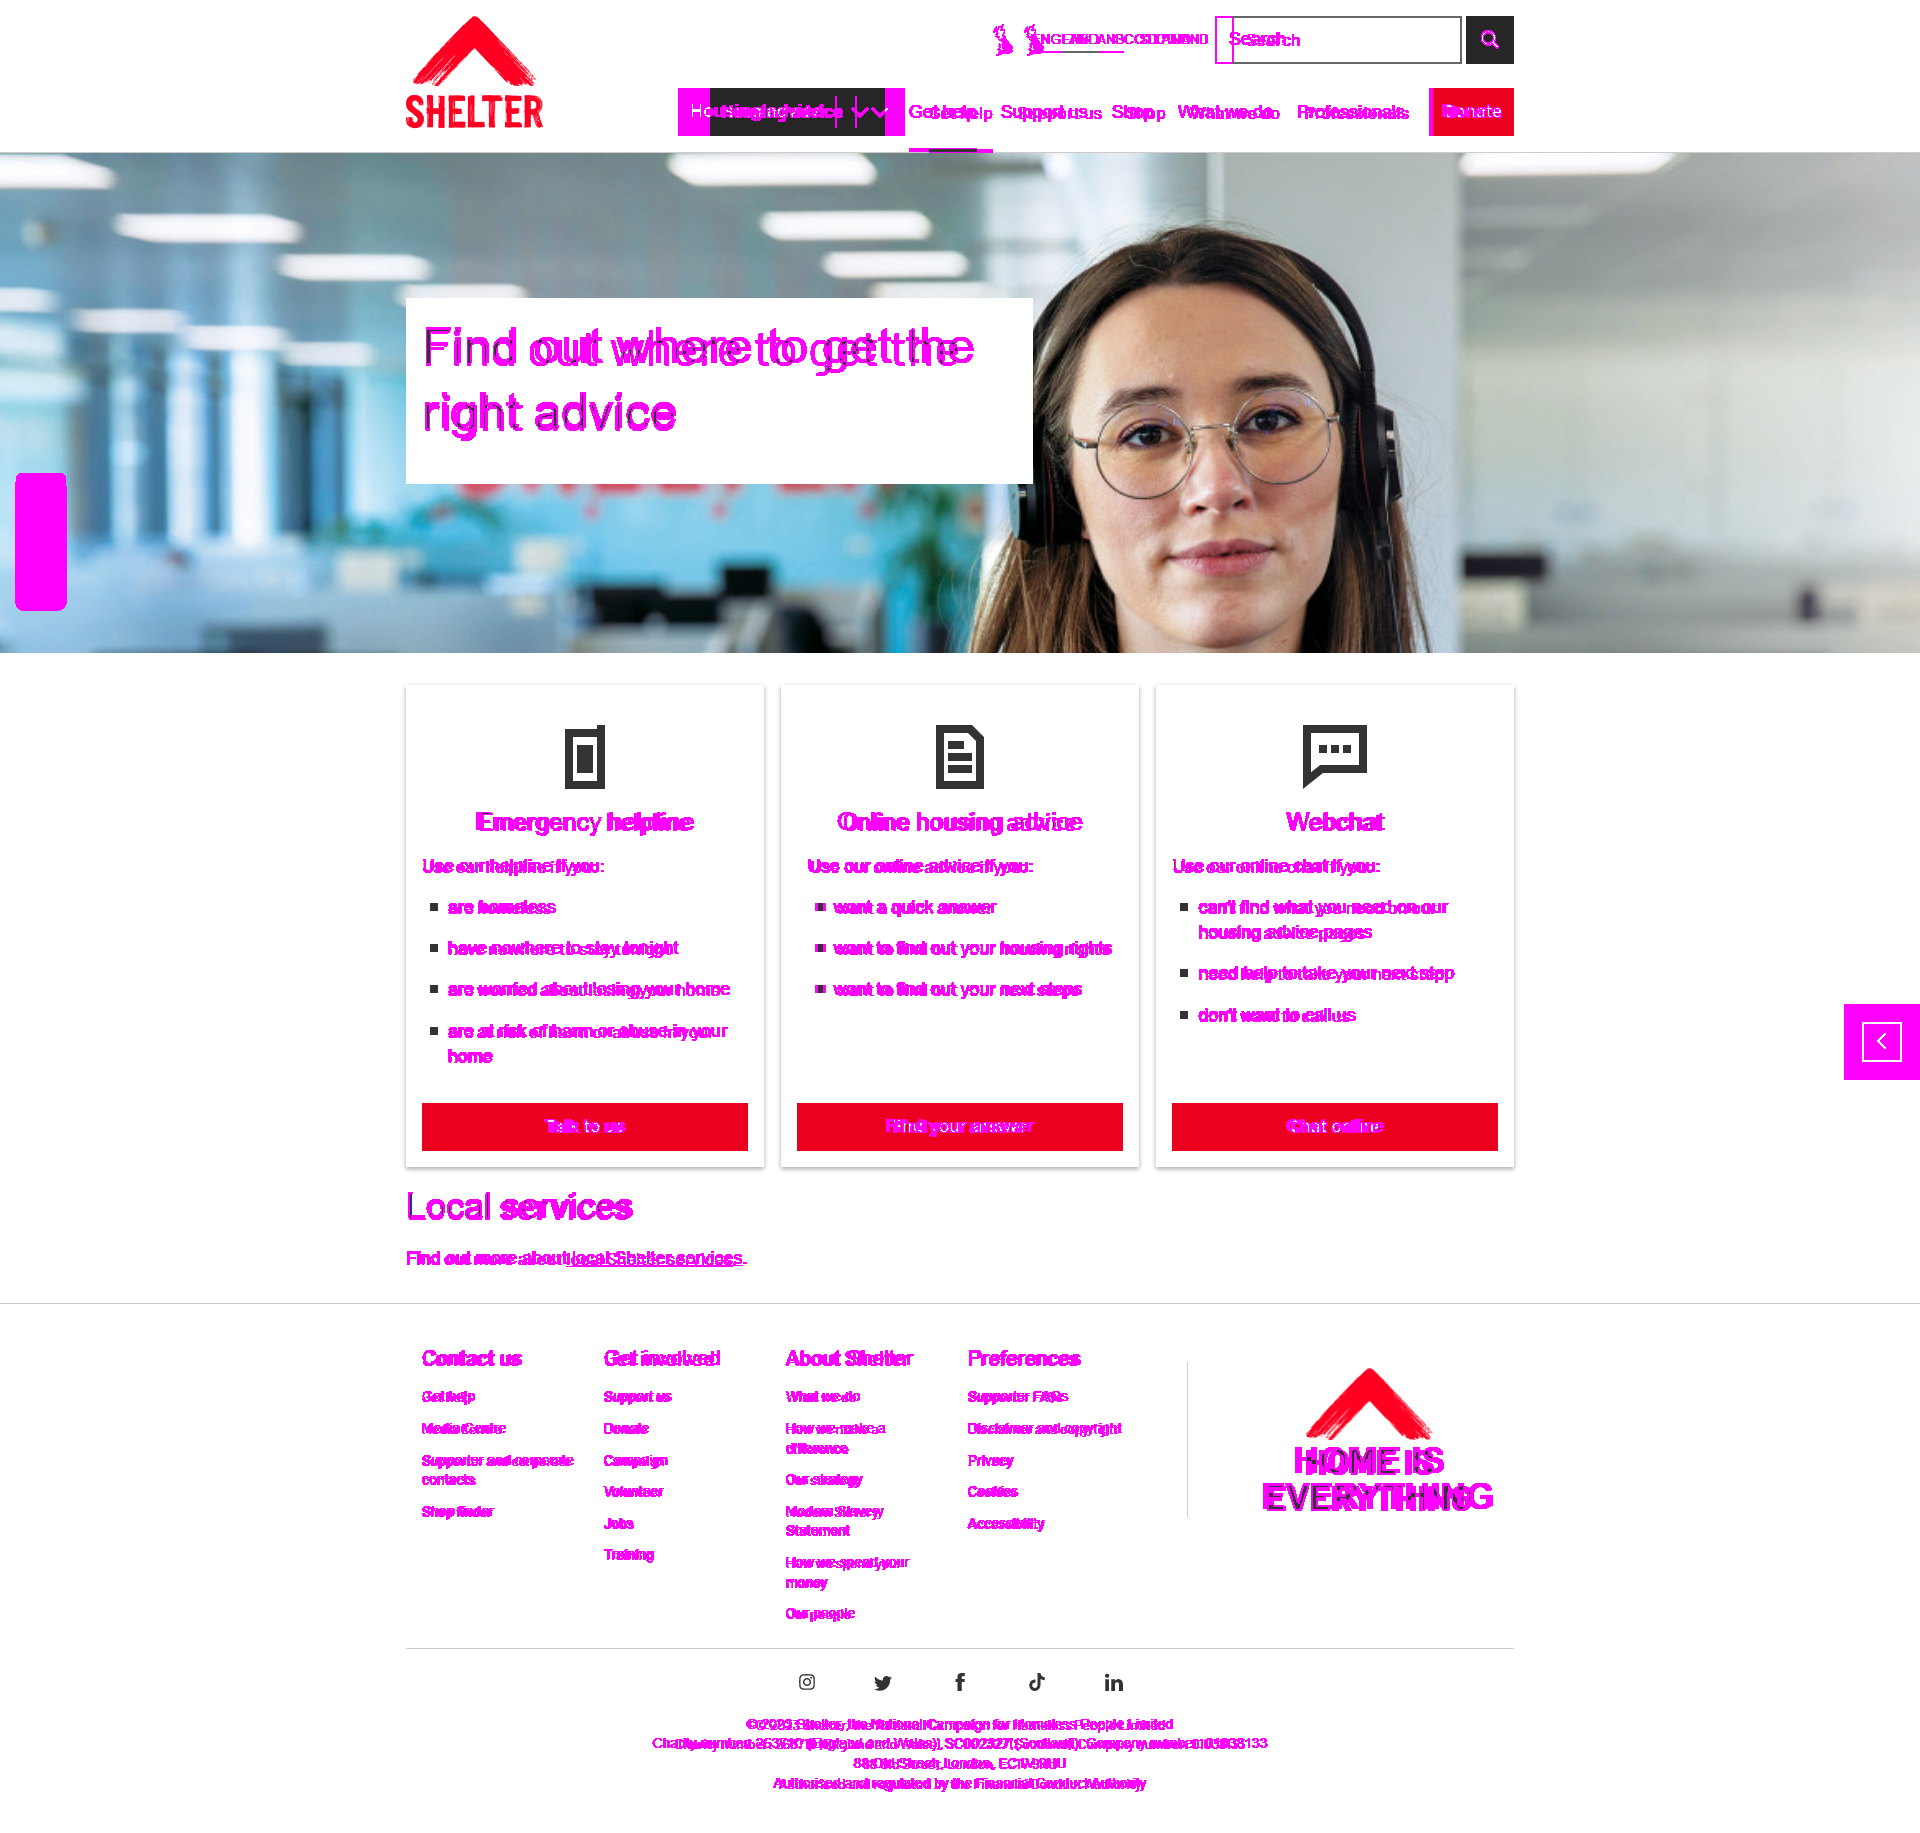 ENGLAND SCOTLAND
Search
SHELTER
Housing advice
Get help
Support us
Shop
What we do
Professionals
Donate
Find out where to get the
right advice
Emergency helpline
Use our helpline if you:
are homeless
have nowhere to stay tonight
are worried about losing your home
are at risk of harm or abuse in your
home
Talk to us
Online housing advice
Use our online advice if you:
want a quick answer
want to find out your housing rights
want to find out your next steps
Find your answer
Webchat
Use our online chat if you:
can't find what you need on our
housing advice pages
need help to take your next step
don't want to call us
Chat online
Local services
Find out more about local Shelter services.
Contact us
Get help
Media Centre
Supporter and corporate
contacts
Shop finder
Get involved
Support us
Donate
Campaign
Volunteer
Jobs
Training
About Shelter
What we do
How we make a
difference
Our strategy
Modern Slavery
Statement
How we spend your
money
Our people
Preferences
Supporter FAQs
Disclaimer and copyright
Privacy
Cookies
Accessibility
HOME IS
EVERYTHING
Shelter, the National Campaign for Homeless People Limited
Charity number: (England and Wales), SC002327 (Scotland), Company number: 01038133
88 Old Street, London, EC1V 9HU
Authorised and regulated by the Financial Conduct Authority